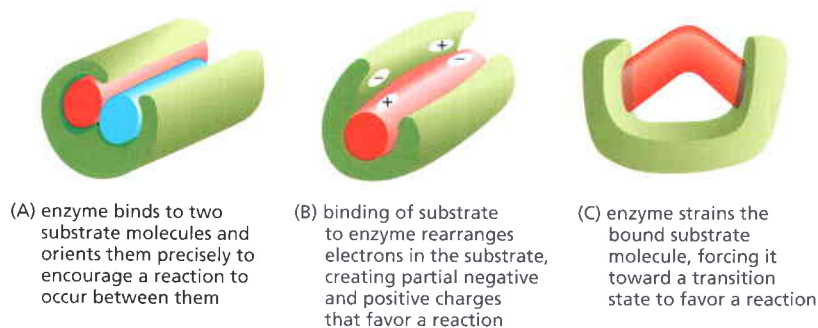 +
−
−
+
(A) enzyme binds to two
substrate molecules and
orients them precisely to
encourage a reaction to
occur between them
(B) binding of substrate
to enzyme rearranges
electrons in the substrate,
creating partial negative
and positive charges
that favor a reaction
(C) enzyme strains the
bound substrate
molecule, forcing it
toward a transition
state to favor a reaction